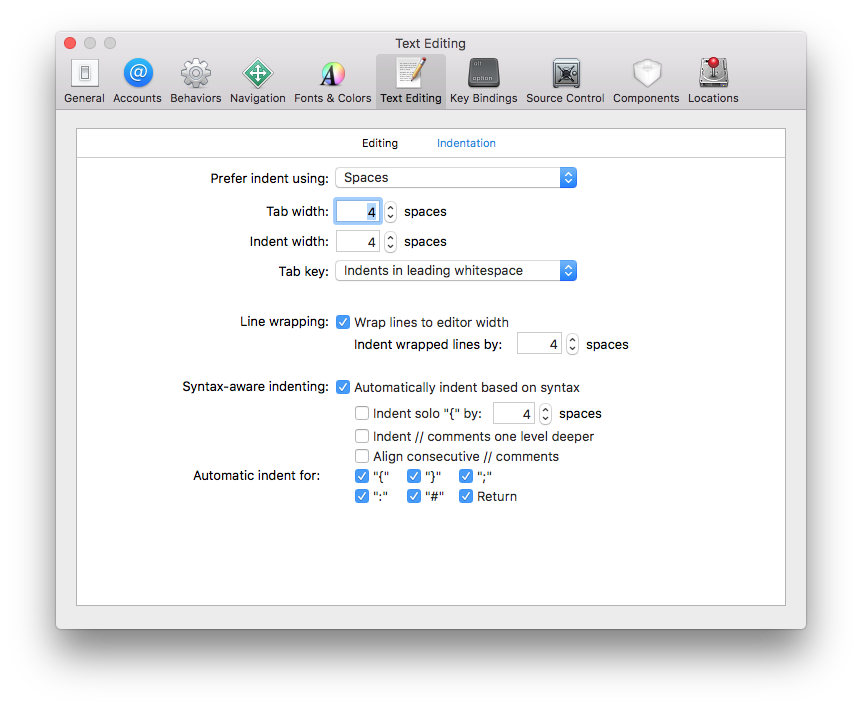 Text Editing
General Accounts Behaviors Navigation Fonts & Colors Text Editing Key Bindings Source Control Components Locations
Editing Indentation
Prefer indent using: Spaces
Tab width: 4 spaces
Indent width: 4 spaces
Tab key: Indents in leading whitespace
Line wrapping: Wrap lines to editor width
Indent wrapped lines by: 4 spaces
Syntax-aware indenting: Automatically indent based on syntax
Indent solo "{" by: 4 spaces
Indent // comments one level deeper
Align consecutive // comments
Automatic indent for: "{" "}" ";"
":" "#" Return